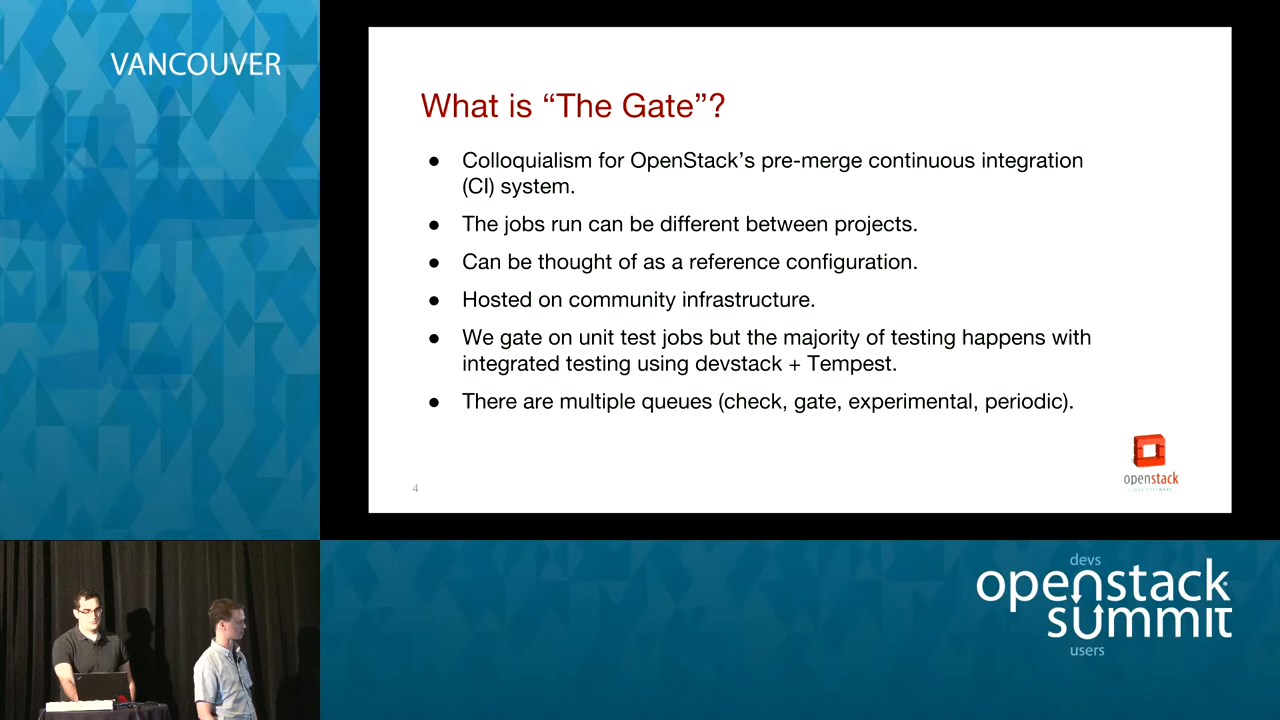 VANCOUVER
What is “The Gate”?
● Colloquialism for OpenStack’s pre-merge continuous integration
(CI) system.
● The jobs run can be different between projects.
● Can be thought of as a reference configuration.
● Hosted on community infrastructure.
● We gate on unit test jobs but the majority of testing happens with
integrated testing using devstack + Tempest.
● There are multiple queues (check, gate, experimental, periodic).
openstack
4
devs
openstack
summit
users